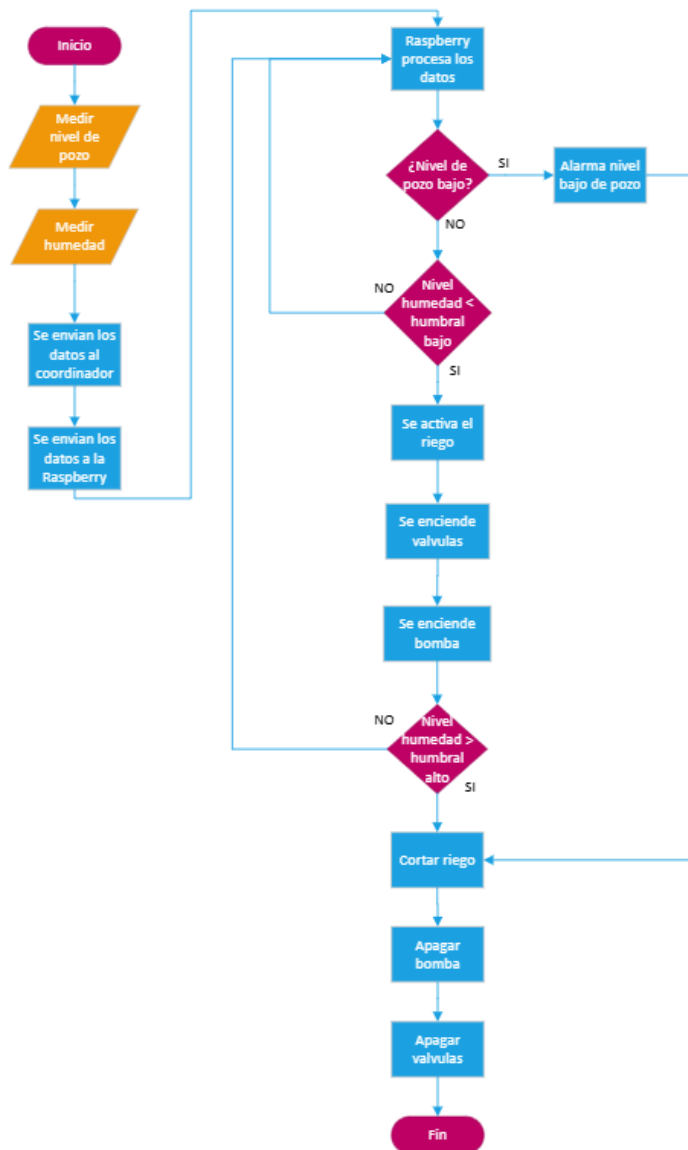 Inicio
Medir
nivel de
pozo
Medir
humedad
Se envian los
datos al
coordinador
Se envian los
datos a la
Raspberry
Raspberry
procesa los
datos
¿Nivel de
pozo bajo?
SI
Alarma nivel
bajo de pozo
NO
Nivel
humedad <
humbral
bajo
NO
SI
Se activa el
riego
Se enciende
valvulas
Se enciende
bomba
Nivel
humedad >
humbral
alto
NO
SI
Cortar riego
Apagar
bomba
Apagar
valvulas
Fin